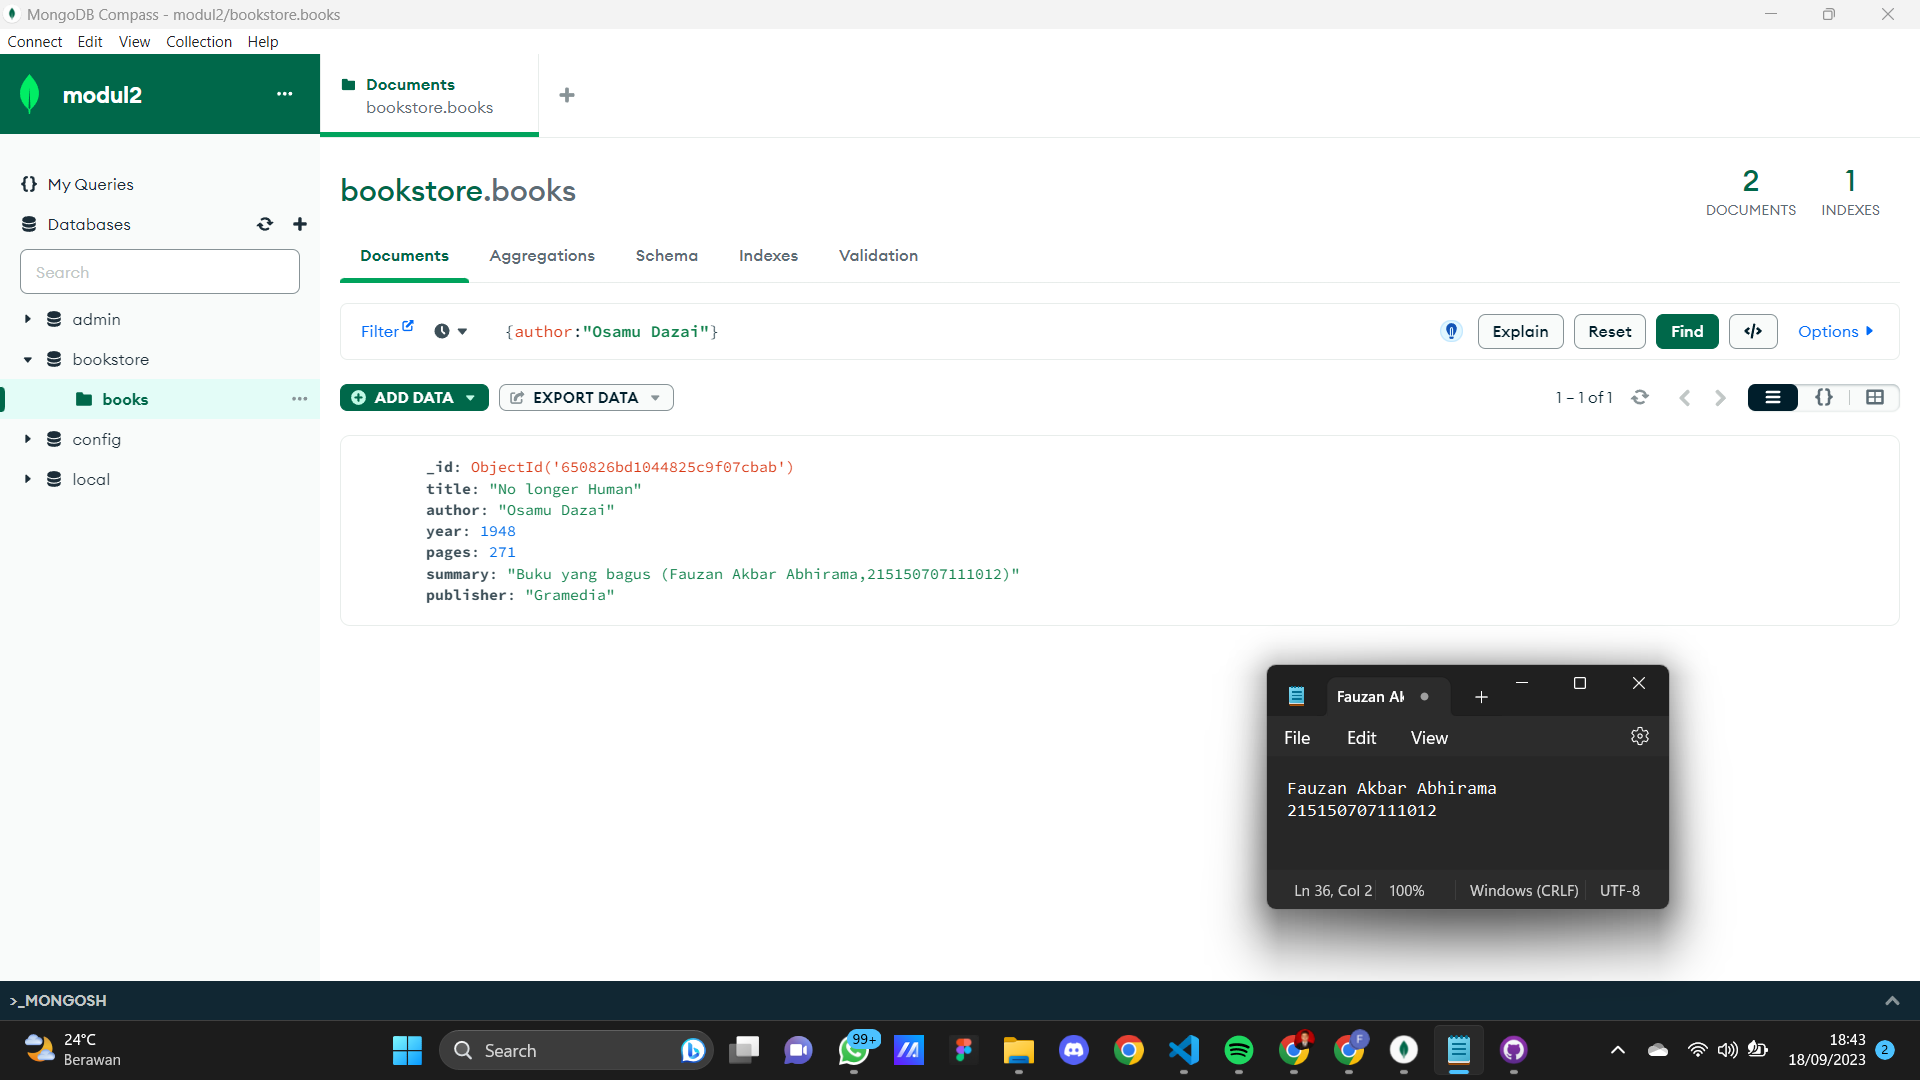 MongoDB Compass - modul2/bookstore.books
Connect Edit View Collection Help
modul2
Documents
bookstore.books
My Queries
Databases
Search
admin
bookstore
books
config
local
bookstore.books
2
DOCUMENTS
1
INDEXES
Documents Aggregations Schema Indexes Validation
Filter {author:"Osamu Dazai"} Explain Reset Find </> Options
ADD DATA EXPORT DATA 1 – 1 of 1 {}
_id: ObjectId('650826bd1044825c9f07cbab')
title: "No longer Human"
author: "Osamu Dazai"
year: 1948
pages: 271
summary: "Buku yang bagus (Fauzan Akbar Abhirama,215150707111012)"
publisher: "Gramedia"
Fauzan Ak
File Edit View
Fauzan Akbar Abhirama
215150707111012
Ln 36, Col 2 100% Windows (CRLF) UTF-8
>_MONGOSH
24°C
Berawan
Search
99+
F
18:43
18/09/2023
2